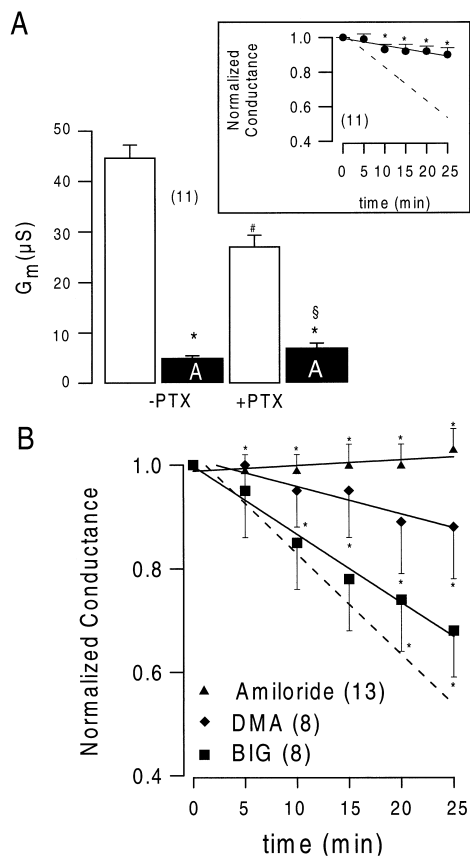 A
1.0
0.8
0.6
0.4
Normalized
Conductance
(11)
* * * *
0 5 10 15 20 25
time (min)
50
40
30
20
10
0
Gm(µS)
(11)
#
*
§
*
A
A
-PTX +PTX
B
1.0
0.8
0.6
0.4
Normalized Conductance
* * * * *
* * * *
* *
▲ Amiloride (13)
◆ DMA (8)
■ BIG (8)
0 5 10 15 20 25
time (min)